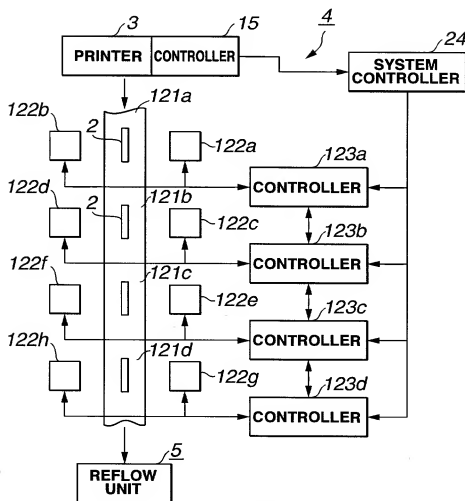 3 15 4 24
PRINTER CONTROLLER
SYSTEM CONTROLLER
121a
122b 2 122a 123a
CONTROLLER
122d 2 121b 122c 123b
CONTROLLER
122f 121c 122e 123c
CONTROLLER
122h 121d 122g 123d
CONTROLLER
5
REFLOW
UNIT